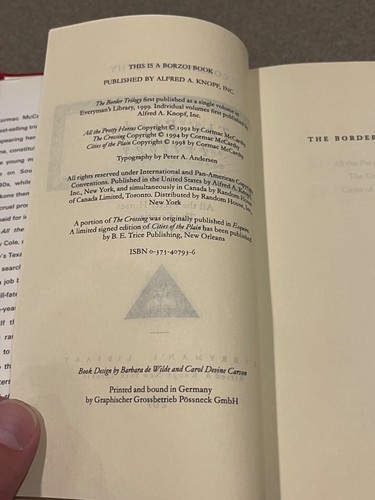 THIS IS A BORZOI BOOK
PUBLISHED BY ALFRED A. KNOPF, INC.
The Border Trilogy first published as a single volume in
Everyman's Library, 1999. Individual volumes first published by
Alfred A. Knopf, Inc.
All the Pretty Horses Copyright © 1992 by Cormac McCarthy
The Crossing Copyright © 1994 by Cormac McCarthy
Cities of the Plain Copyright © 1998 by Cormac McCarthy
Typography by Peter A. Andersen
All rights reserved under International and Pan-American Copyright
Conventions. Published in the United States by Alfred A. Knopf,
Inc., New York, and simultaneously in Canada by Random House
of Canada Limited, Toronto. Distributed by Random House, Inc.,
New York
A portion of The Crossing was originally published in Esquire.
A limited signed edition of Cities of the Plain has been published
by B. E. Trice Publishing, New Orleans
ISBN 0-375-40793-6
Book Design by Barbara de Wilde and Carol Devine Carson
Printed and bound in Germany
by Graphischer Grossbetrieb Pössneck GmbH
THE BORDER